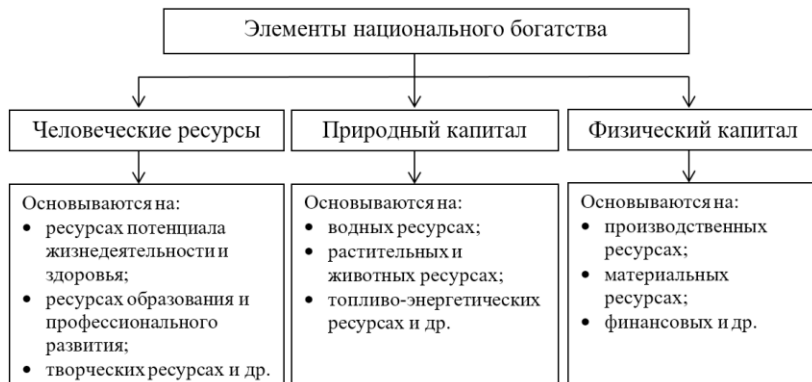 Элементы национального богатства
Человеческие ресурсы
Природный капитал
Физический капитал
Основываются на:
• ресурсах потенциала
жизнедеятельности и
здоровья;
• ресурсах образования и
профессионального
развития;
• творческих ресурсах и др.
Основываются на:
• водных ресурсах;
• растительных и
животных ресурсах;
• топливо-энергетических
ресурсах и др.
Основываются на:
• производственных
ресурсах;
• материальных
ресурсах;
• финансовых и др.